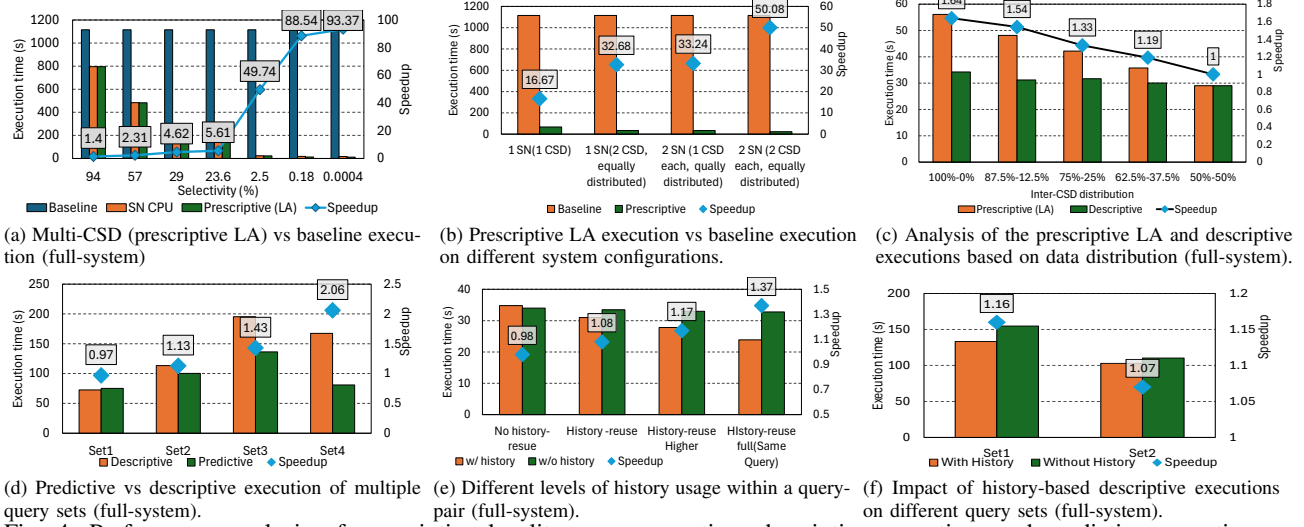 1200
1000
800
600
400
200
0
Execution time (s)
100
80
60
40
20
0
Speedup
1.4
2.31
4.62
5.61
49.74
88.54
93.37
94
57
29
23.6
2.5
0.18
0.0004
Selectivity (%)
Baseline
SN CPU
Prescriptive (LA)
Speedup
(a) Multi-CSD (prescriptive LA) vs baseline execu-
tion (full-system)
1200
1000
800
600
400
200
0
Execution time (s)
60
50
40
30
20
10
0
Speedup
16.67
32.68
33.24
50.08
1 SN(1 CSD)
1 SN(2 CSD,
equally
distributed)
2 SN (1 CSD
each, qually
distributed)
2 SN (2 CSD
each, equally
distributed)
Baseline
Prescriptive
Speedup
(b) Prescriptive LA execution vs baseline execution
on different system configurations.
60
50
40
30
20
10
0
Execution time (s)
1.8
1.6
1.4
1.2
1
0.8
0.6
0.4
0.2
0
Speedup
1.64
1.54
1.33
1.19
1
100%-0%
87.5%-12.5%
75%-25%
62.5%-37.5%
50%-50%
Inter-CSD distribution
Prescriptive (LA)
Descriptive
Speedup
(c) Analysis of the prescriptive LA and descriptive
executions based on data distribution (full-system).
250
200
150
100
50
0
Execution time (s)
2.5
2
1.5
1
0.5
0
Speedup
0.97
1.13
1.43
2.06
Set1
Set2
Set3
Set4
Descriptive
Predictive
Speedup
(d) Predictive vs descriptive execution of multiple
query sets (full-system).
40
30
20
10
0
Execution time (s)
1.5
1.3
1.1
0.9
0.7
0.5
Speedup
0.98
1.08
1.17
1.37
No history-
resue
History -reuse
History-reuse
Higher
HIstory-reuse
full(Same
Query)
w/ history
w/o history
Speedup
(e) Different levels of history usage within a query-
pair (full-system).
200
150
100
50
0
Execution time (s)
1.2
1.15
1.1
1.05
1
Speedup
1.16
1.07
Set1
Set2
With History
Without History
Speedup
(f) Impact of history-based descriptive executions
on different query sets (full-system).